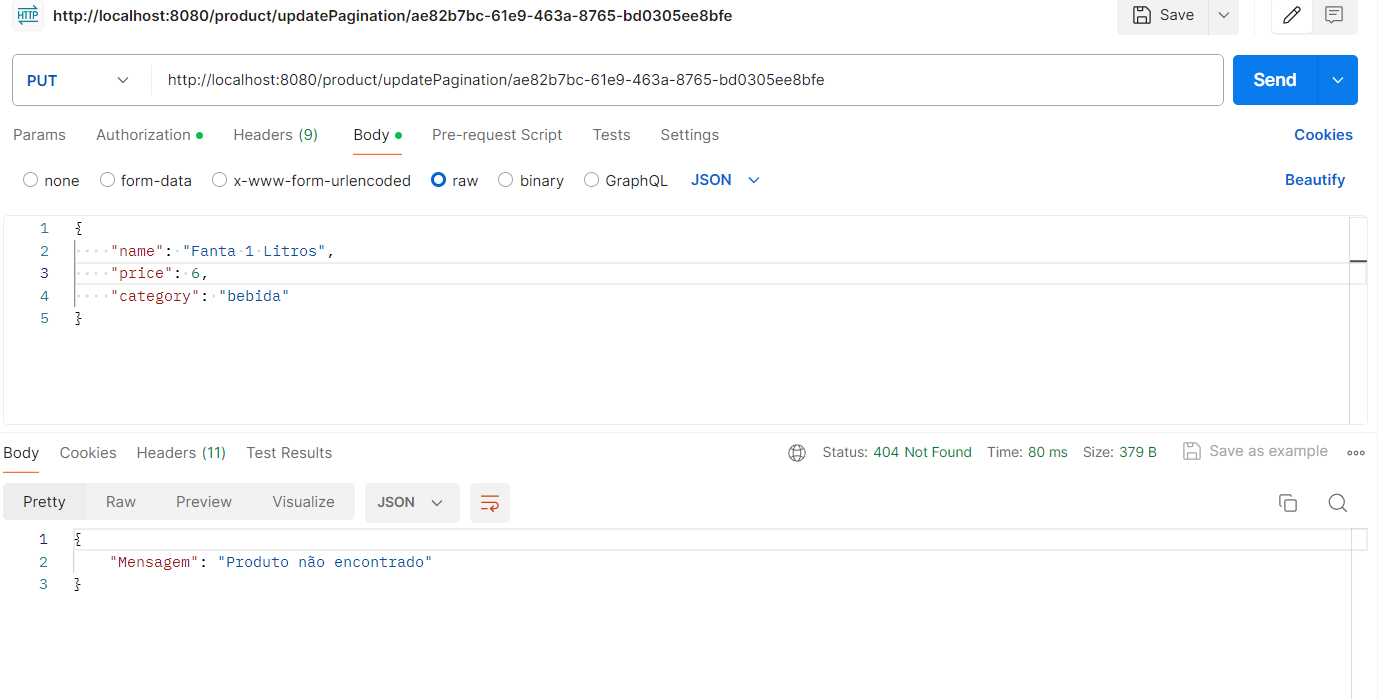 HTTP http://localhost:8080/product/updatePagination/ae82b7bc-61e9-463a-8765-bd0305ee8bfe Save
PUT http://localhost:8080/product/updatePagination/ae82b7bc-61e9-463a-8765-bd0305ee8bfe Send
Params Authorization Headers (9) Body Pre-request Script Tests Settings Cookies
none form-data x-www-form-urlencoded raw binary GraphQL JSON Beautify
1 {
2 "name": "Fanta 1 Litros",
3 "price": 6,
4 "category": "bebida"
5 }
Body Cookies Headers (11) Test Results Status: 404 Not Found Time: 80 ms Size: 379 B Save as example
Pretty Raw Preview Visualize JSON
1 {
2 "Mensagem": "Produto não encontrado"
3 }